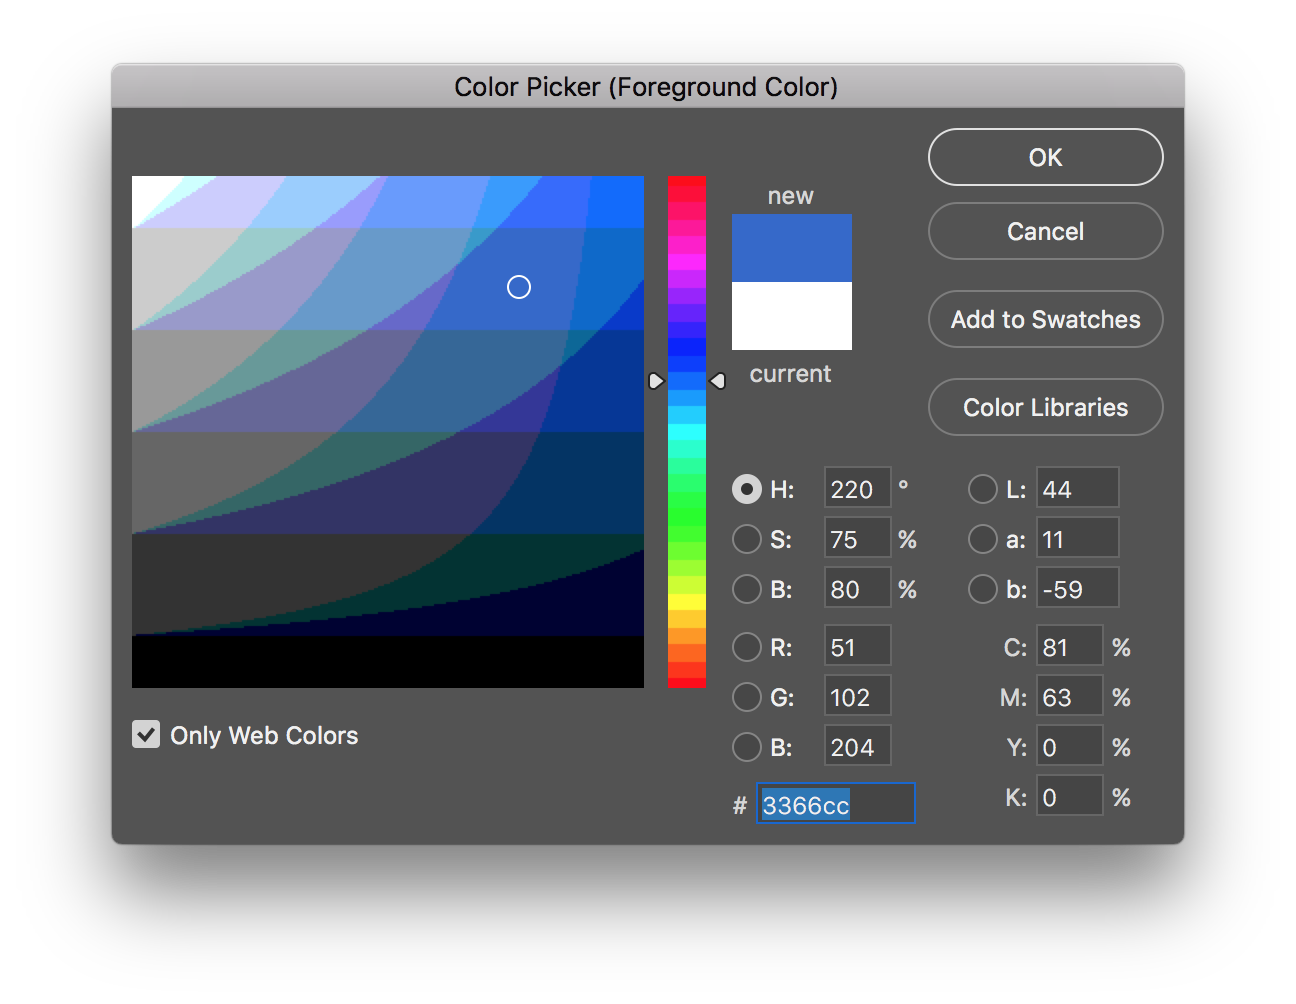 Color Picker (Foreground Color)
new
current
OK
Cancel
Add to Swatches
Color Libraries
H: 220 °
S: 75 %
B: 80 %
R: 51
G: 102
B: 204
# 3366cc
L: 44
a: 11
b: -59
C: 81 %
M: 63 %
Y: 0 %
K: 0 %
Only Web Colors